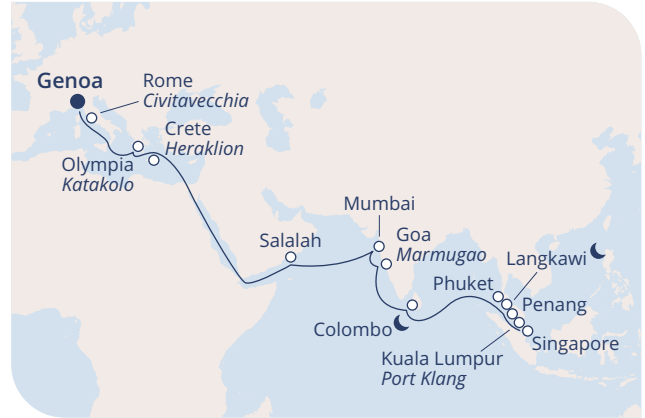 Genoa
Rome
Civitavecchia
Crete
Heraklion
Olympia
Katakolo
Mumbai
Salalah
Goa
Marmugao
Langkawi
Phuket
Penang
Colombo
Singapore
Kuala Lumpur
Port Klang